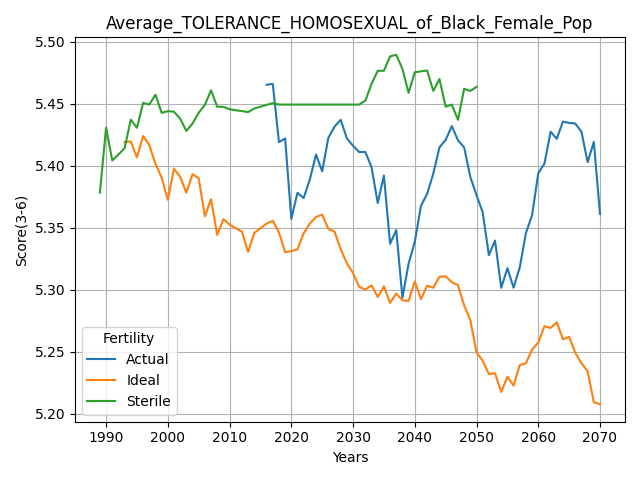 Average_TOLERANCE_HOMOSEXUAL_of_Black_Female_Pop
5.50
5.45
5.40
5.35
5.30
5.25
5.20
Score(3-6)
Fertility
Actual
Ideal
Sterile
1990 2000 2010 2020 2030 2040 2050 2060 2070
Years